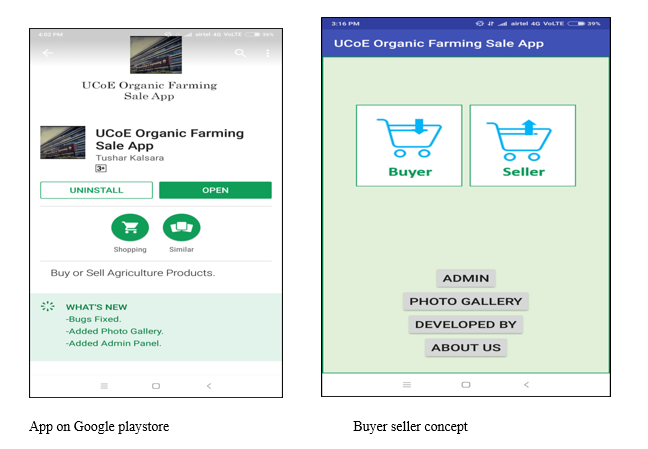 4:02 PM airtel 4G VoLTE 36%
UCoE Organic Farming
Sale App
UCoE Organic Farming
Sale App
Tushar Kalsara
3+
UNINSTALL OPEN
Shopping Similar
Buy or Sell Agriculture Products.
WHAT'S NEW
-Bugs Fixed.
-Added Photo Gallery.
-Added Admin Panel.
App on Google playstore
3:16 PM airtel 4G VoLTE 39%
UCoE Organic Farming Sale App
Buyer Seller
ADMIN
PHOTO GALLERY
DEVELOPED BY
ABOUT US
Buyer seller concept